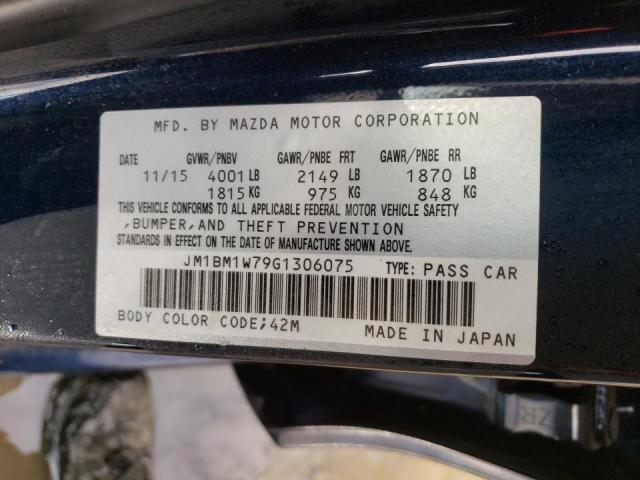 MFD. BY MAZDA MOTOR CORPORATION
DATE GVWR/PNBV GAWR/PNBE FRT GAWR/PNBE RR
11/15 4001 LB 2149 LB 1870 LB
1815 KG 975 KG 848 KG
THIS VEHICLE CONFORMS TO ALL APPLICABLE FEDERAL MOTOR VEHICLE SAFETY
,BUMPER,AND THEFT PREVENTION
STANDARDS IN EFFECT ON THE DATE OF MANUFACTURE SHOWN ABOVE.
JM1BM1W79G1306075 TYPE: PASS CAR
BODY COLOR CODE;42M MADE IN JAPAN
ZR